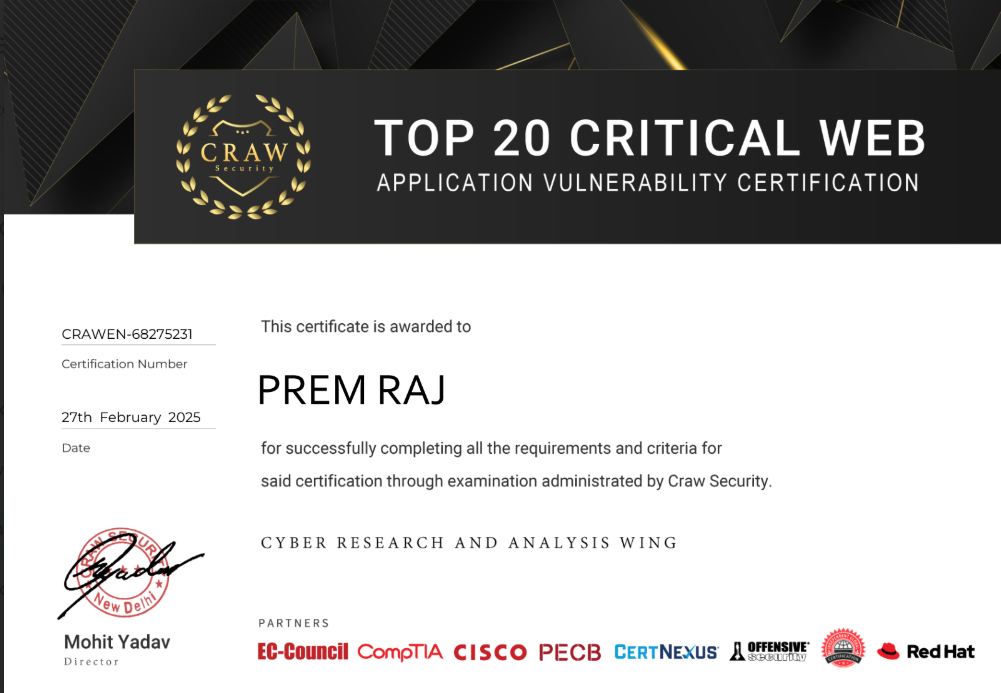 CRAW
Security
TOP 20 CRITICAL WEB
APPLICATION VULNERABILITY CERTIFICATION
CRAWEN-68275231
Certification Number
27th February 2025
Date
This certificate is awarded to
PREM RAJ
for successfully completing all the requirements and criteria for
said certification through examination administrated by Craw Security.
CYBER RESEARCH AND ANALYSIS WING
CRAW SECURITY
New Delhi
Mohit Yadav
Director
PARTNERS
EC-Council CompTIA CISCO PECB CERTNEXUS OFFENSIVE security Red Hat